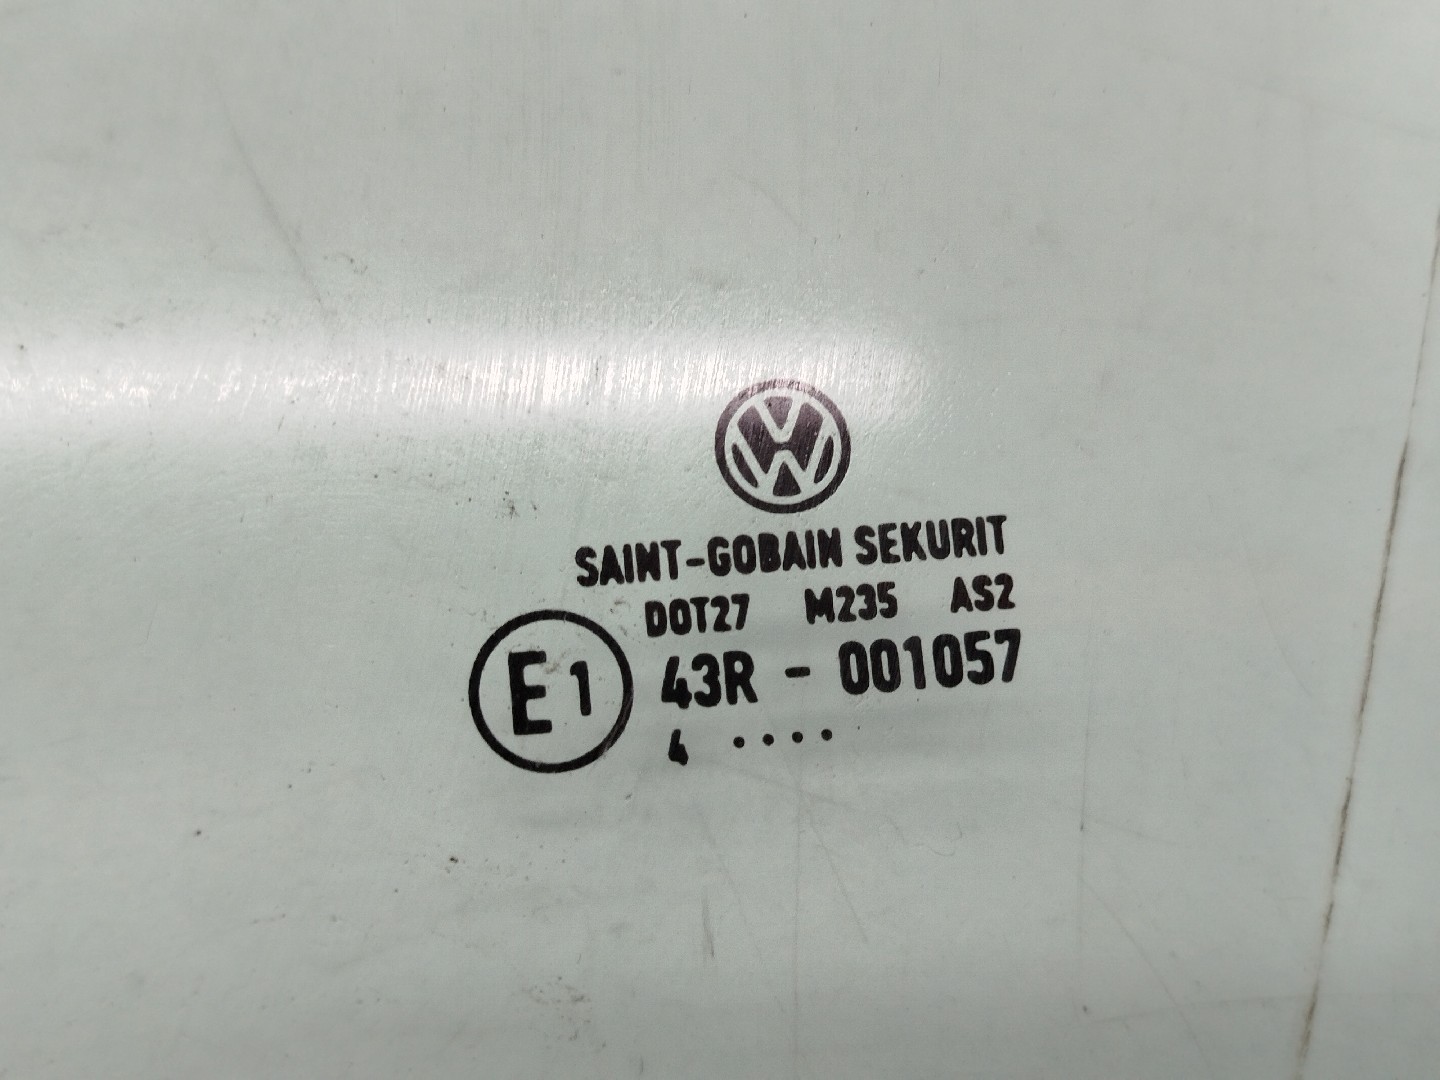 SAINT-GOBAIN SEKURIT
DOT27 M235 AS2
E1 43R - 001057
4 ····